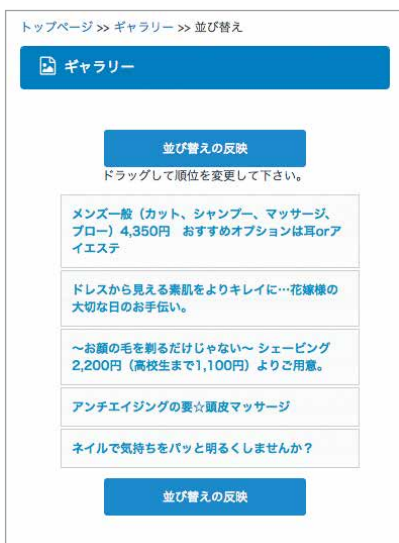 トップページ >> ギャラリー >> 並び替え
ギャラリー
並び替えの反映
ドラッグして順位を変更して下さい。
メンズ一般（カット、シャンプー、マッサージ、
ブロー）4,350円　おすすめオプションは耳orア
イエステ
ドレスから見える素肌をよりキレイに…花嫁様の
大切な日のお手伝い。
〜お顔の毛を剃るだけじゃない〜 シェービング
2,200円（高校生まで1,100円）よりご用意。
アンチエイジングの要☆頭皮マッサージ
ネイルで気持ちをパッと明るくしませんか？
並び替えの反映